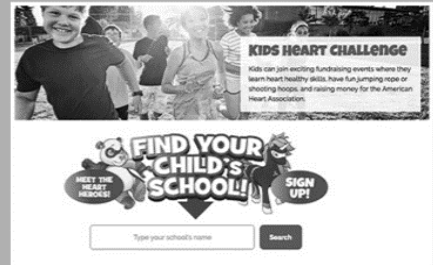 KIDS HEART CHALLENGE
Kids can join exciting fundraising events where they
learn heart healthy skills, have fun jumping rope or
shooting hoops, and raising money for the American
Heart Association.
FIND YOUR
CHILD'S
SCHOOL!
MEET THE
HEART
HEROES!
SIGN
UP!
Type your school's name
Search